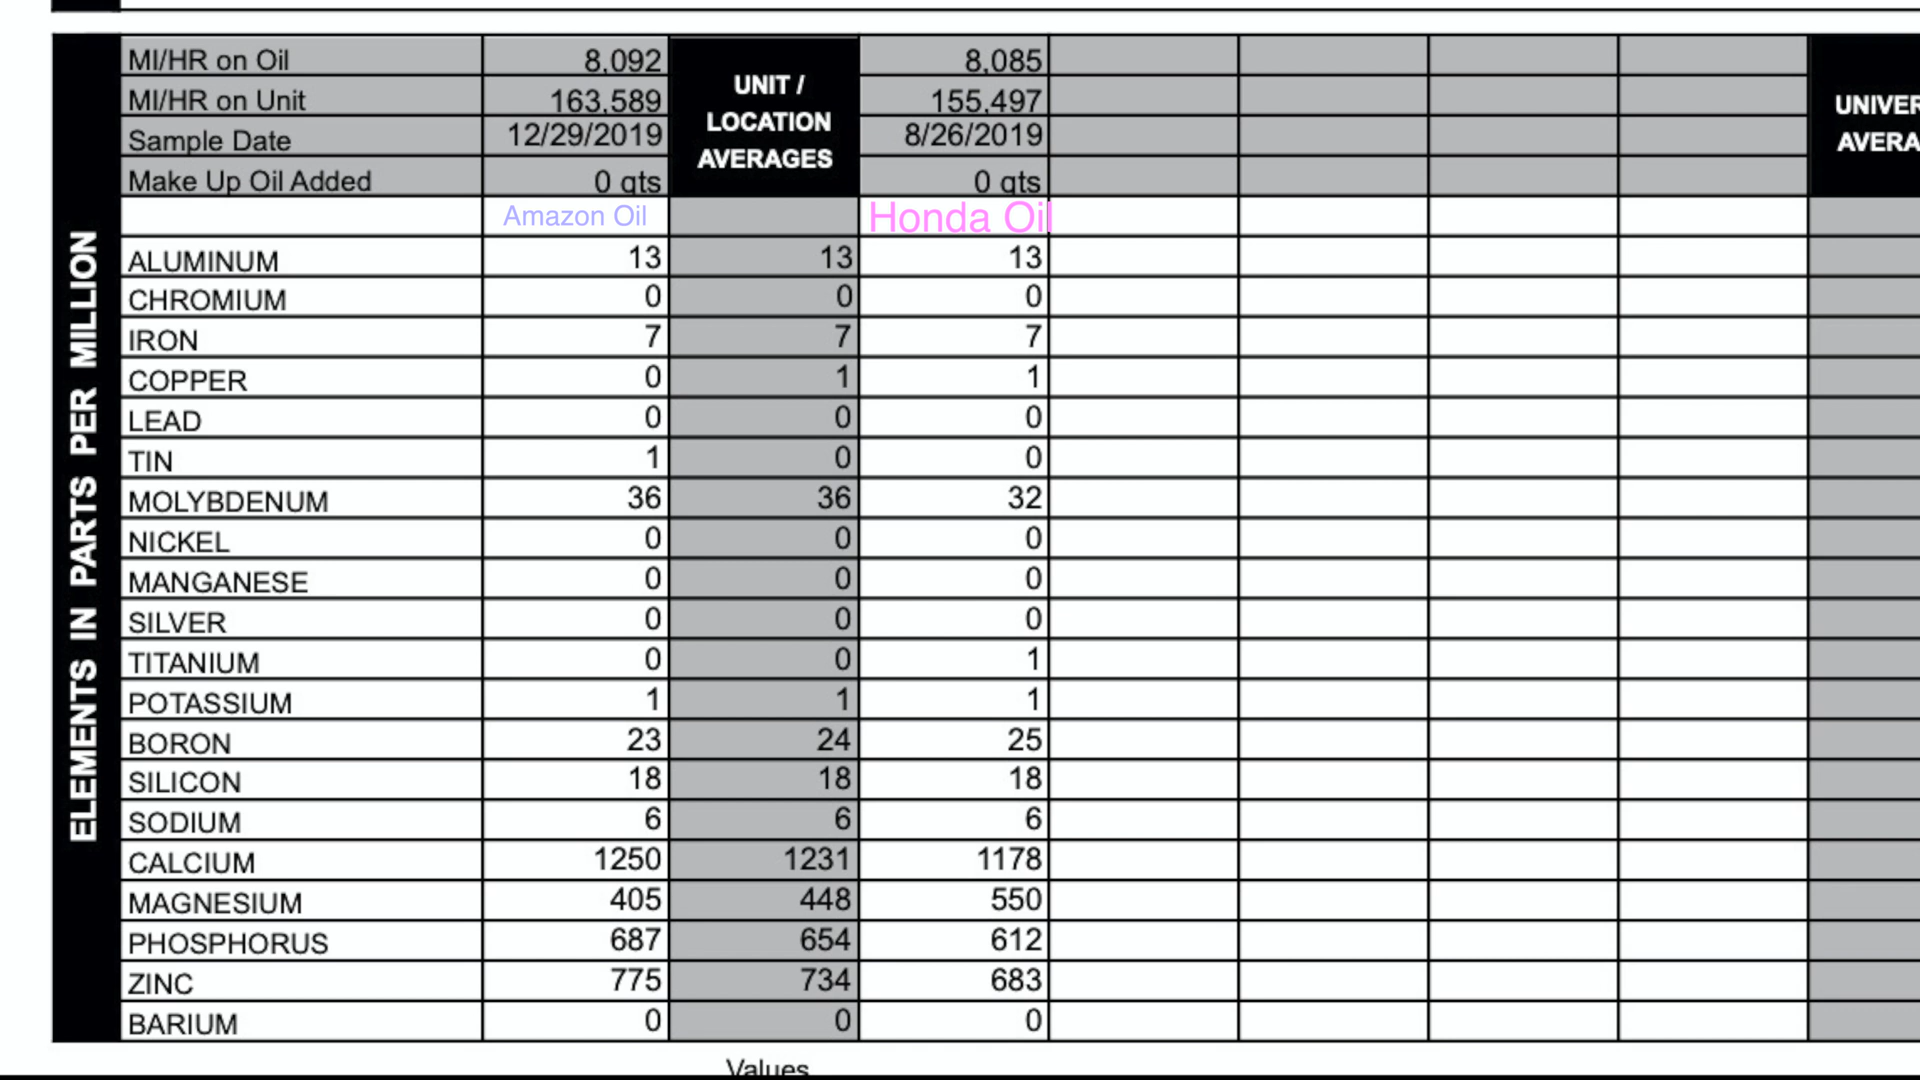 MI/HR on Oil 8,092 UNIT / LOCATION AVERAGES 8,085 UNIVER
MI/HR on Unit 163,589 155,497 AVERA
Sample Date 12/29/2019 8/26/2019
Make Up Oil Added 0 qts 0 qts
Amazon Oil Honda Oil
ELEMENTS IN PARTS PER MILLION
ALUMINUM 13 13 13
CHROMIUM 0 0 0
IRON 7 7 7
COPPER 0 1 1
LEAD 0 0 0
TIN 1 0 0
MOLYBDENUM 36 36 32
NICKEL 0 0 0
MANGANESE 0 0 0
SILVER 0 0 0
TITANIUM 0 0 1
POTASSIUM 1 1 1
BORON 23 24 25
SILICON 18 18 18
SODIUM 6 6 6
CALCIUM 1250 1231 1178
MAGNESIUM 405 448 550
PHOSPHORUS 687 654 612
ZINC 775 734 683
BARIUM 0 0 0
Values